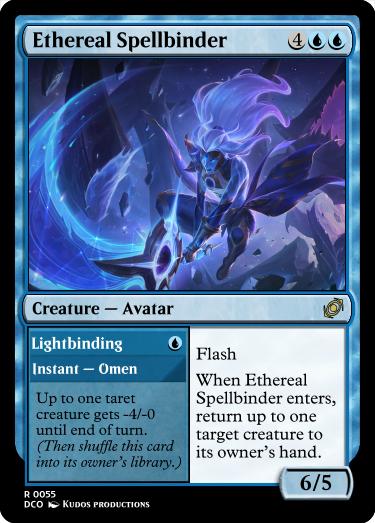 Ethereal Spellbinder 4
Creature — Avatar
Lightbinding
Instant — Omen
Up to one taret
creature gets -4/-0
until end of turn.
(Then shuffle this card
into its owner's library.)
Flash
When Ethereal
Spellbinder enters,
return up to one
target creature to
its owner's hand.
6/5
R 0055
DCO KUDOS PRODUCTIONS